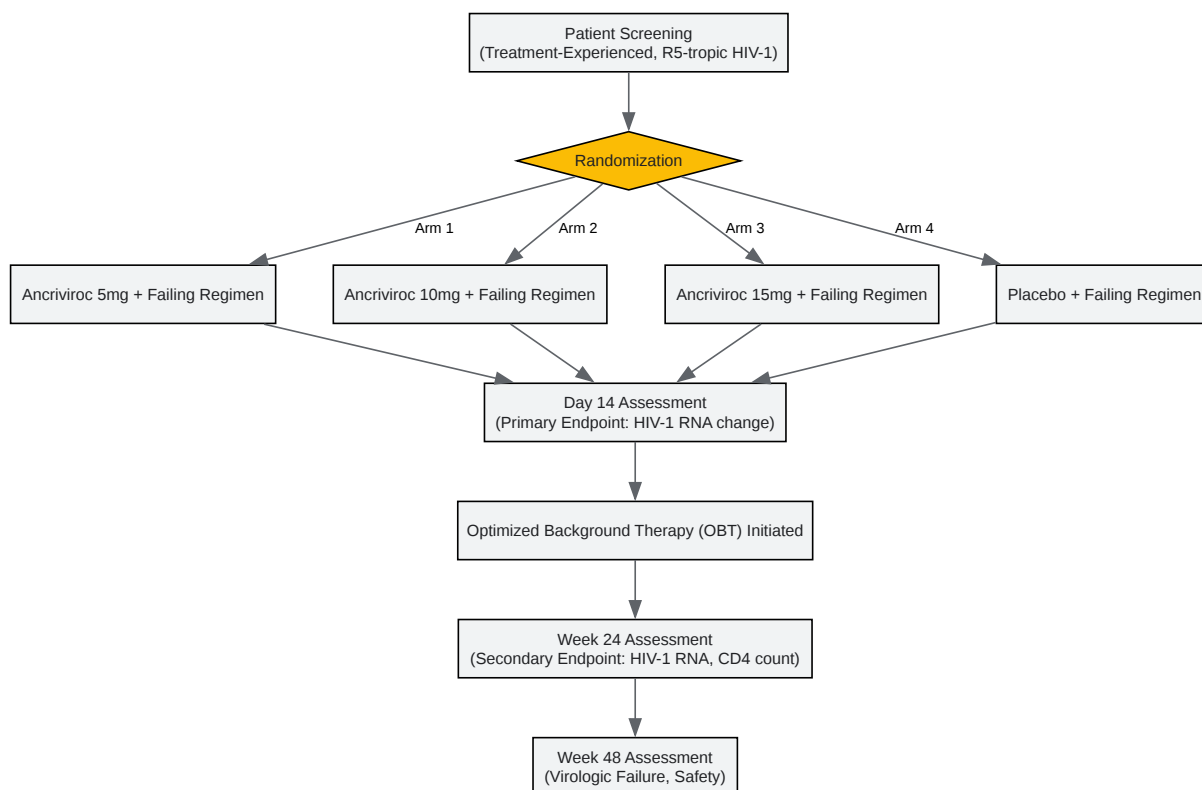 Patient Screening
(Treatment-Experienced, R5-tropic HIV-1)
Randomization
Arm 1
Arm 2
Arm 3
Arm 4
Ancriviroc 5mg + Failing Regimen
Ancriviroc 10mg + Failing Regimen
Ancriviroc 15mg + Failing Regimen
Placebo + Failing Regimen
Day 14 Assessment
(Primary Endpoint: HIV-1 RNA change)
Optimized Background Therapy (OBT) Initiated
Week 24 Assessment
(Secondary Endpoint: HIV-1 RNA, CD4 count)
Week 48 Assessment
(Virologic Failure, Safety)